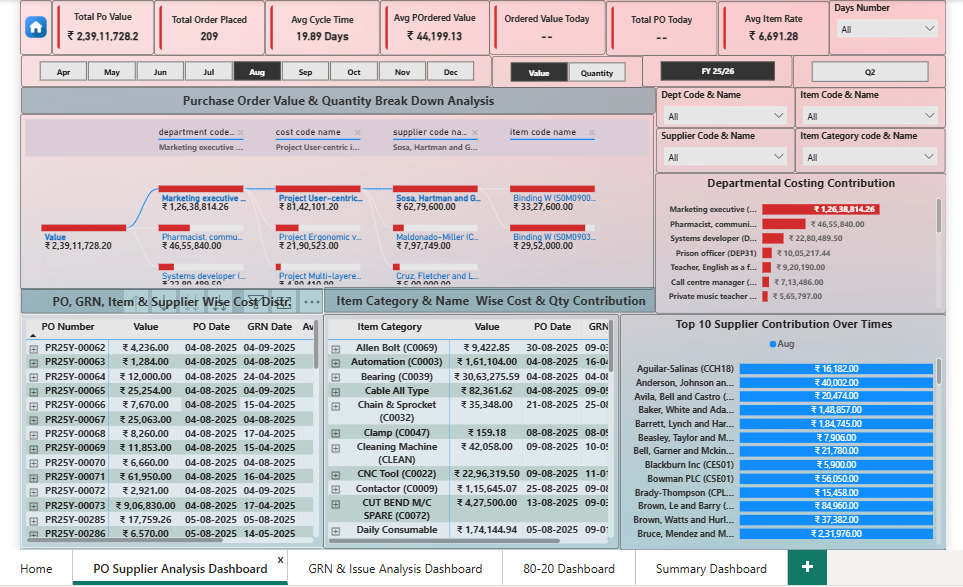 Total Po Value
₹ 2,39,11,728.2
Total Order Placed
209
Avg Cycle Time
19.89 Days
Avg POrdered Value
₹ 44,199.13
Ordered Value Today
--
Total PO Today
--
Avg Item Rate
₹ 6,691.28
Days Number
All
Apr May Jun Jul Aug Sep Oct Nov Dec
Value Quantity
FY 25/26
Q2
Purchase Order Value & Quantity Break Down Analysis
Dept Code & Name
All
Item Code & Name
All
Supplier Code & Name
All
Item Category code & Name
All
department code... ×
Marketing executive ...
cost code name ×
Project User-centric i...
supplier code na... ×
Sosa, Hartman and G...
item code name ×
Value
₹ 2,39,11,728.20
Marketing executive ...
₹ 1,26,38,814.26
Pharmacist, commu...
₹ 46,55,840.00
Systems developer (...
₹ 22,80,489.50
Project User-centric...
₹ 81,42,101.20
Project Ergonomic v...
₹ 21,90,523.00
Project Multi-layere...
Sosa, Hartman and G...
₹ 62,79,600.00
Maldonado-Miller (C...
₹ 7,97,749.00
Cruz, Fletcher and L...
Binding W (S0M0900...
₹ 33,27,600.00
Binding W (S0M0903...
₹ 29,52,000.00
Departmental Costing Contribution
Marketing executive (... ₹ 1,26,38,814.26
Pharmacist, communi... ₹ 46,55,840.00
Systems developer (D... ₹ 22,80,489.50
Prison officer (DEP31) ₹ 10,05,217.44
Teacher, English as a f... ₹ 9,20,190.00
Call centre manager (... ₹ 7,13,486.00
Private music teacher ... ₹ 5,65,797.00
PO, GRN, Item & Supplier Wise Cost Distr...
PO Number Value PO Date GRN Date Av
PR25Y-00062 ₹ 4,236.00 04-08-2025 04-09-2025
PR25Y-00063 ₹ 1,284.00 04-08-2025 04-08-2025
PR25Y-00064 ₹ 12,000.00 04-08-2025 24-04-2025
PR25Y-00065 ₹ 25,254.00 04-08-2025 04-09-2025
PR25Y-00066 ₹ 7,670.00 04-08-2025 15-04-2025
PR25Y-00067 ₹ 25,063.00 04-08-2025 04-08-2025
PR25Y-00068 ₹ 8,260.00 04-08-2025 17-04-2025
PR25Y-00069 ₹ 11,853.00 04-08-2025 15-04-2025
PR25Y-00070 ₹ 6,660.00 04-08-2025 04-08-2025
PR25Y-00071 ₹ 61,950.00 04-08-2025 16-04-2025
PR25Y-00072 ₹ 2,921.00 04-08-2025 04-09-2025
PR25Y-00073 ₹ 9,06,830.00 04-08-2025 17-04-2025
PR25Y-00285 ₹ 17,759.26 05-08-2025 05-08-2025
PR25Y-00286 ₹ 6,570.00 05-08-2025 14-05-2025
Item Category & Name Wise Cost & Qty Contribution
Item Category Value PO Date GRN
Allen Bolt (C0069) ₹ 9,422.85 30-08-2025 09-0
Automation (C0003) ₹ 1,61,104.00 04-08-2025 16-0
Bearing (C0039) ₹ 30,63,275.59 04-08-2025 04-0
Cable All Type ₹ 82,361.62 04-08-2025 09-0
Chain & Sprocket
(C0032) ₹ 35,348.00 21-08-2025 25-0
Clamp (C0047) ₹ 159.18 08-08-2025 08-0
Cleaning Machine
(CLEAN) ₹ 42,058.00 09-08-2025 10-0
CNC Tool (C0022) ₹ 22,96,319.50 09-08-2025 11-0
Contactor (C0009) ₹ 1,15,645.07 25-08-2025 09-0
CUT BEND M/C
SPARE (C0072) ₹ 4,27,500.00 13-08-2025 09-0
Daily Consumable ₹ 1,74,144.94 05-08-2025 09-0
Top 10 Supplier Contribution Over Times
Aug
Aguilar-Salinas (CCH18) ₹ 16,182.00
Anderson, Johnson an... ₹ 40,002.00
Avila, Bell and Castro (... ₹ 20,474.00
Baker, White and Ada... ₹ 1,48,857.00
Barrett, Lynch and Har... ₹ 1,84,745.00
Beasley, Taylor and M... ₹ 7,906.00
Bell, Garner and Mckin... ₹ 21,780.00
Blackburn Inc (CES01) ₹ 5,900.00
Bowman PLC (CSE01) ₹ 56,050.00
Brady-Thompson (CPL... ₹ 15,458.00
Brown, Le and Barry (... ₹ 84,960.00
Brown, Watts and Hurl... ₹ 37,382.00
Bruce, Mendez and M... ₹ 2,31,976.00
Home
PO Supplier Analysis Dashboard x
GRN & Issue Analysis Dashboard
80-20 Dashboard
Summary Dashboard
+